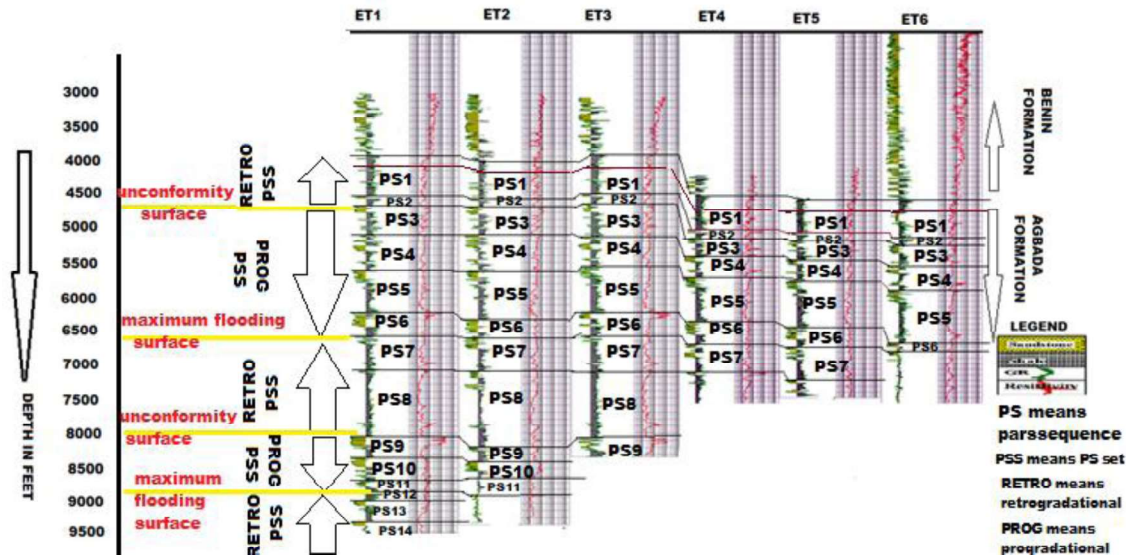 ET1 ET2 ET3 ET4 ET5 ET6
3000
3500
4000
4500
5000
5500
6000
6500
7000
7500
8000
8500
9000
9500
DEPTH IN FEET
unconformity
surface
maximum flooding
surface
unconformity
surface
maximum
flooding
surface
RETRO
PSS
PROG
PSS
RETRO
PSS
PROG
PSS
RETRO
PSS
PS1
PS2
PS3
PS4
PS5
PS6
PS7
PS8
PS9
PS10
PS11
PS12
PS13
PS14
PS1
PS2
PS3
PS4
PS5
PS6
PS7
PS8
PS9
PS10
PS11
PS1
PS2
PS3
PS4
PS5
PS6
PS7
PS8
PS9
PS1
PS2
PS3
PS4
PS5
PS6
PS7
PS1
PS2
PS3
PS4
PS5
PS6
PS7
PS1
PS2
PS3
PS4
PS5
PS6
BENIN
FORMATION
AGBADA
FORMATION
LEGEND
Sandstone
Shale
GR
Resistivity
PS means
parssequence
PSS means PS set
RETRO means
retrogradational
PROG means
progradational